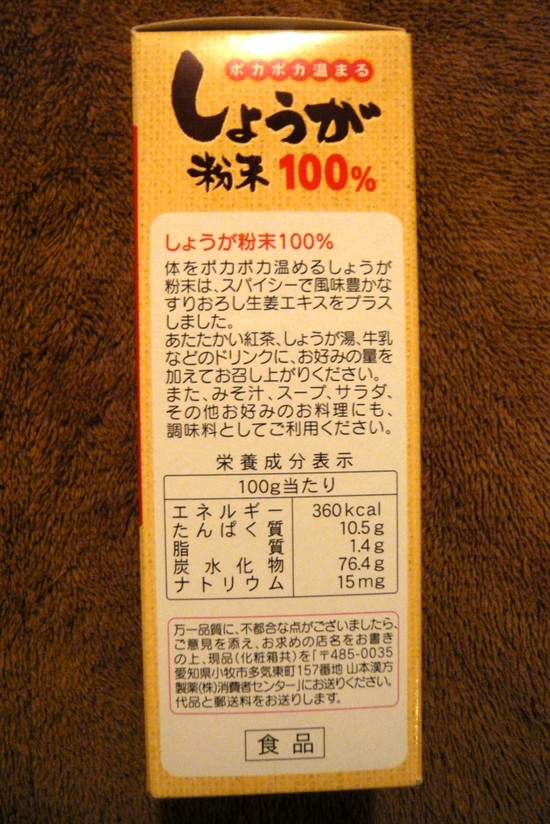 ポカポカ温まる
しょうが
粉末100%
しょうが粉末100%
体をポカポカ温めるしょうが
粉末は、スパイシーで風味豊かな
すりおろし生姜エキスをプラス
しました。
あたたかい紅茶、しょうが湯、牛乳
などのドリンクに、お好みの量を
加えてお召し上がりください。
また、みそ汁、スープ、サラダ、
その他お好みのお料理にも、
調味料としてご利用ください。
栄養成分表示
100g当たり
エネルギー 360kcal
たんぱく質 10.5g
脂質 1.4g
炭水化物 76.4g
ナトリウム 15mg
万一品質に、不都合な点がございましたら、
ご意見を添え、お求めの店名をお書き
の上、現品(化粧箱共)を「〒485-0035
愛知県小牧市多気東町157番地 山本漢方
製薬(株)消費者センター」にお送りください。
代品と郵送料をお送りします。
食品